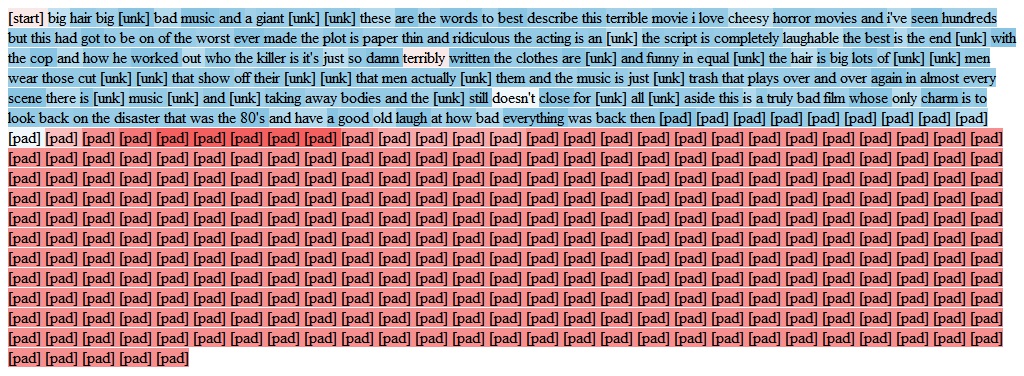 [start] big hair big [unk] bad music and a giant [unk] [unk] these are the words to best describe this terrible movie i love cheesy horror movies and i've seen hundreds
but this had got to be on of the worst ever made the plot is paper thin and ridiculous the acting is an [unk] the script is completely laughable the best is the end [unk] with
the cop and how he worked out who the killer is it's just so damn terribly written the clothes are [unk] and funny in equal [unk] the hair is big lots of [unk] [unk] men
wear those cut [unk] [unk] that show off their [unk] [unk] that men actually [unk] them and the music is just [unk] trash that plays over and over again in almost every
scene there is [unk] music [unk] and [unk] taking away bodies and the [unk] still doesn't close for [unk] all [unk] aside this is a truly bad film whose only charm is to
look back on the disaster that was the 80's and have a good old laugh at how bad everything was back then [pad] [pad] [pad] [pad] [pad] [pad] [pad] [pad] [pad]
[pad] [pad] [pad] [pad] [pad] [pad] [pad] [pad] [pad] [pad] [pad] [pad] [pad] [pad] [pad] [pad] [pad] [pad] [pad] [pad] [pad] [pad] [pad] [pad] [pad] [pad] [pad]
[pad] [pad] [pad] [pad] [pad] [pad] [pad] [pad] [pad] [pad] [pad] [pad] [pad] [pad] [pad] [pad] [pad] [pad] [pad] [pad] [pad] [pad] [pad] [pad] [pad] [pad] [pad]
[pad] [pad] [pad] [pad] [pad] [pad] [pad] [pad] [pad] [pad] [pad] [pad] [pad] [pad] [pad] [pad] [pad] [pad] [pad] [pad] [pad] [pad] [pad] [pad] [pad] [pad] [pad]
[pad] [pad] [pad] [pad] [pad] [pad] [pad] [pad] [pad] [pad] [pad] [pad] [pad] [pad] [pad] [pad] [pad] [pad] [pad] [pad] [pad] [pad] [pad] [pad] [pad] [pad] [pad]
[pad] [pad] [pad] [pad] [pad] [pad] [pad] [pad] [pad] [pad] [pad] [pad] [pad] [pad] [pad] [pad] [pad] [pad] [pad] [pad] [pad] [pad] [pad] [pad] [pad] [pad] [pad]
[pad] [pad] [pad] [pad] [pad] [pad] [pad] [pad] [pad] [pad] [pad] [pad] [pad] [pad] [pad] [pad] [pad] [pad] [pad] [pad] [pad] [pad] [pad] [pad] [pad] [pad] [pad]
[pad] [pad] [pad] [pad] [pad] [pad] [pad] [pad] [pad] [pad] [pad] [pad] [pad] [pad] [pad] [pad] [pad] [pad] [pad] [pad] [pad] [pad] [pad] [pad] [pad] [pad] [pad]
[pad] [pad] [pad] [pad] [pad] [pad] [pad] [pad] [pad] [pad] [pad] [pad] [pad] [pad] [pad] [pad] [pad] [pad] [pad] [pad] [pad] [pad] [pad] [pad] [pad] [pad] [pad]
[pad] [pad] [pad] [pad] [pad] [pad] [pad] [pad] [pad] [pad] [pad] [pad] [pad] [pad] [pad] [pad] [pad] [pad] [pad] [pad] [pad] [pad] [pad] [pad] [pad] [pad] [pad]
[pad] [pad] [pad] [pad] [pad] [pad] [pad] [pad] [pad] [pad] [pad] [pad] [pad] [pad] [pad] [pad] [pad] [pad] [pad] [pad] [pad] [pad] [pad] [pad] [pad] [pad] [pad]
[pad] [pad] [pad] [pad] [pad] [pad] [pad] [pad] [pad] [pad] [pad] [pad] [pad] [pad] [pad] [pad] [pad] [pad] [pad] [pad] [pad] [pad] [pad] [pad] [pad] [pad] [pad]
[pad] [pad] [pad] [pad] [pad]